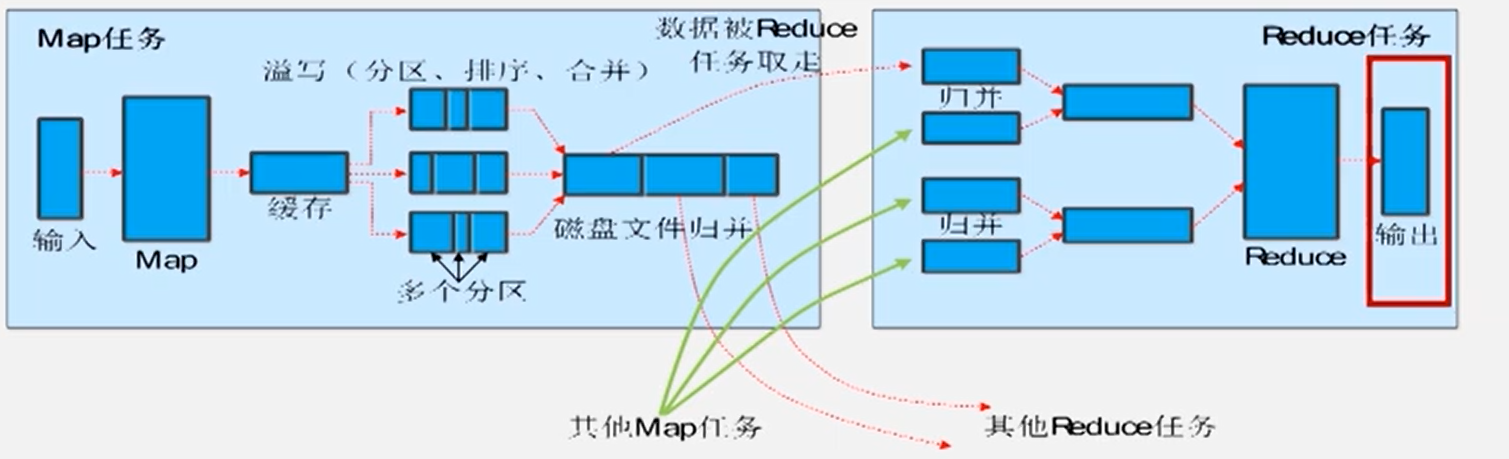 Map任务
溢写（分区、排序、合并）
数据被Reduce
任务取走
输入
Map
缓存
多个分区
磁盘文件归并
Reduce任务
归并
归并
Reduce
输出
其他Map任务
其他Reduce任务